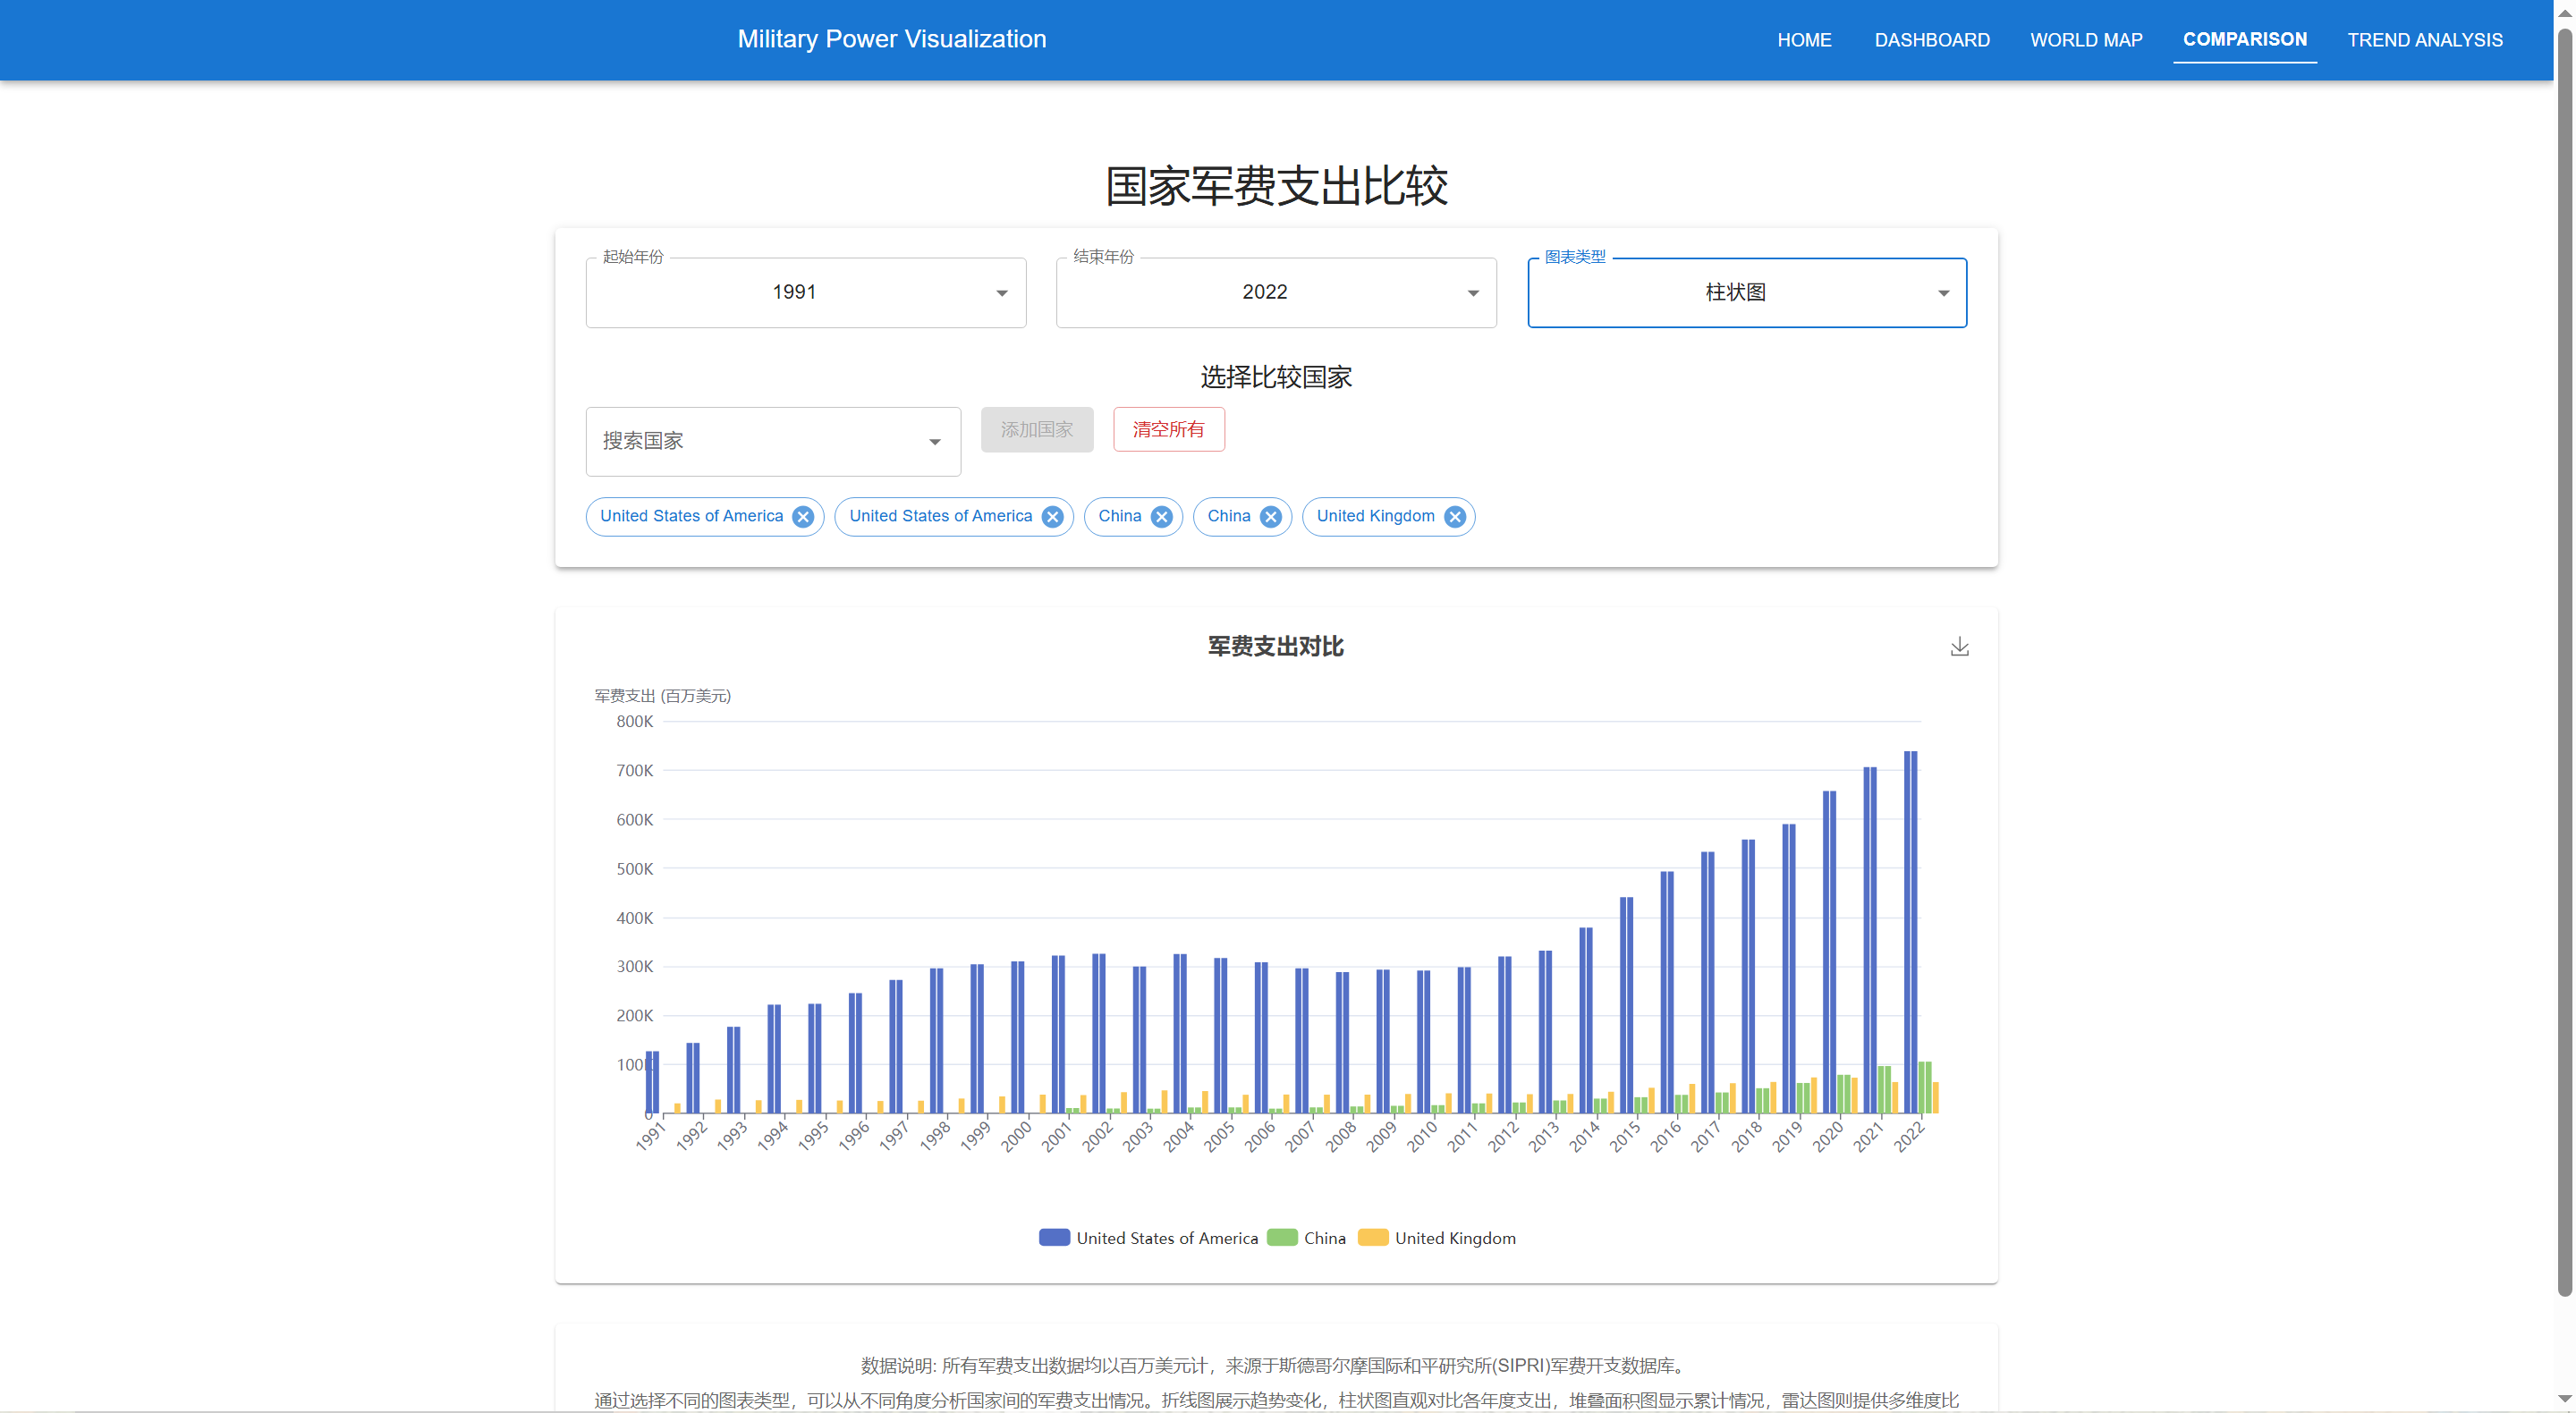 Military Power Visualization
HOME DASHBOARD WORLD MAP COMPARISON TREND ANALYSIS
国家军费支出比较
起始年份 结束年份 图表类型
1991 2022 柱状图
选择比较国家
搜索国家 添加国家 清空所有
United States of America United States of America China China United Kingdom
军费支出对比
军费支出 (百万美元)
800K
700K
600K
500K
400K
300K
200K
100K
0
1991 1992 1993 1994 1995 1996 1997 1998 1999 2000 2001 2002 2003 2004 2005 2006 2007 2008 2009 2010 2011 2012 2013 2014 2015 2016 2017 2018 2019 2020 2021 2022
United States of America China United Kingdom
数据说明: 所有军费支出数据均以百万美元计，来源于斯德哥尔摩国际和平研究所(SIPRI)军费开支数据库。
通过选择不同的图表类型，可以从不同角度分析国家间的军费支出情况。折线图展示趋势变化，柱状图直观对比各年度支出，堆叠面积图显示累计情况，雷达图则提供多维度比